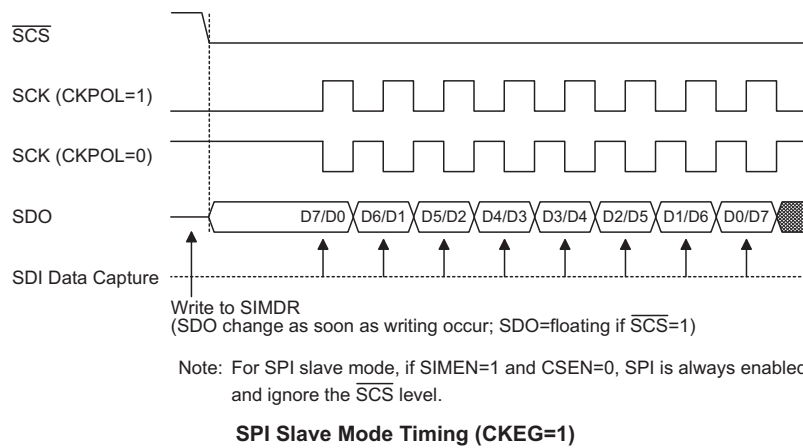 SCS
SCK (CKPOL=1)
SCK (CKPOL=0)
SDO D7/D0 D6/D1 D5/D2 D4/D3 D3/D4 D2/D5 D1/D6 D0/D7
SDI Data Capture
Write to SIMDR
(SDO change as soon as writing occur; SDO=floating if SCS=1)
Note: For SPI slave mode, if SIMEN=1 and CSEN=0, SPI is always enabled
and ignore the SCS level.
SPI Slave Mode Timing (CKEG=1)